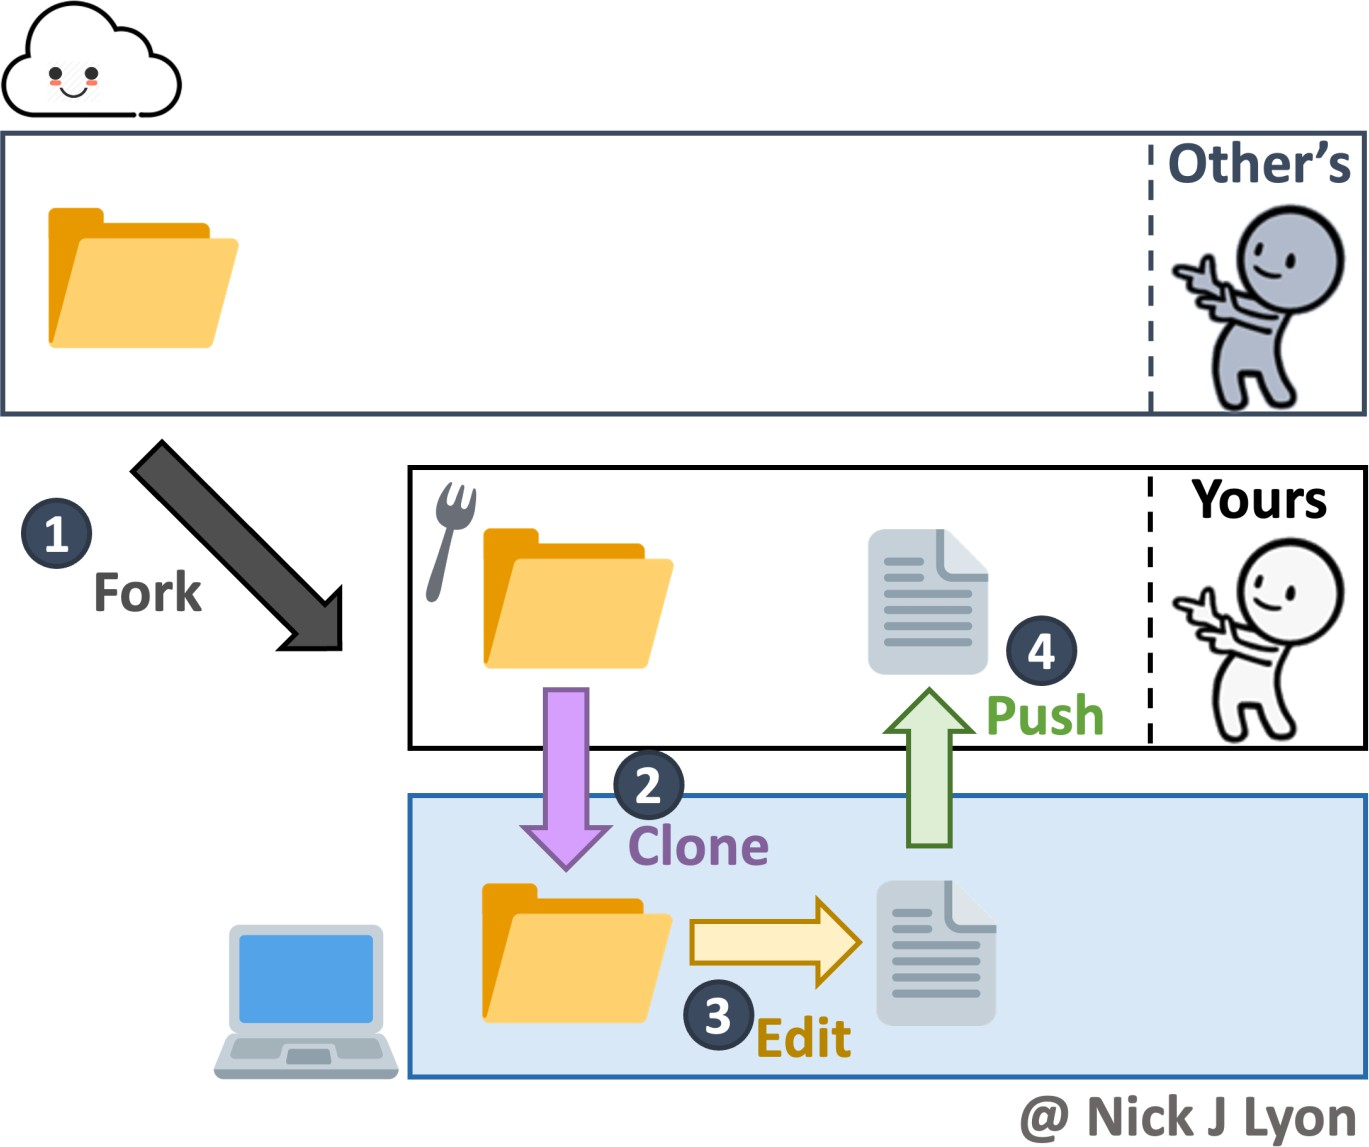 Other's
1
Fork
Yours
4
Push
2
Clone
3
Edit
@ Nick J Lyon